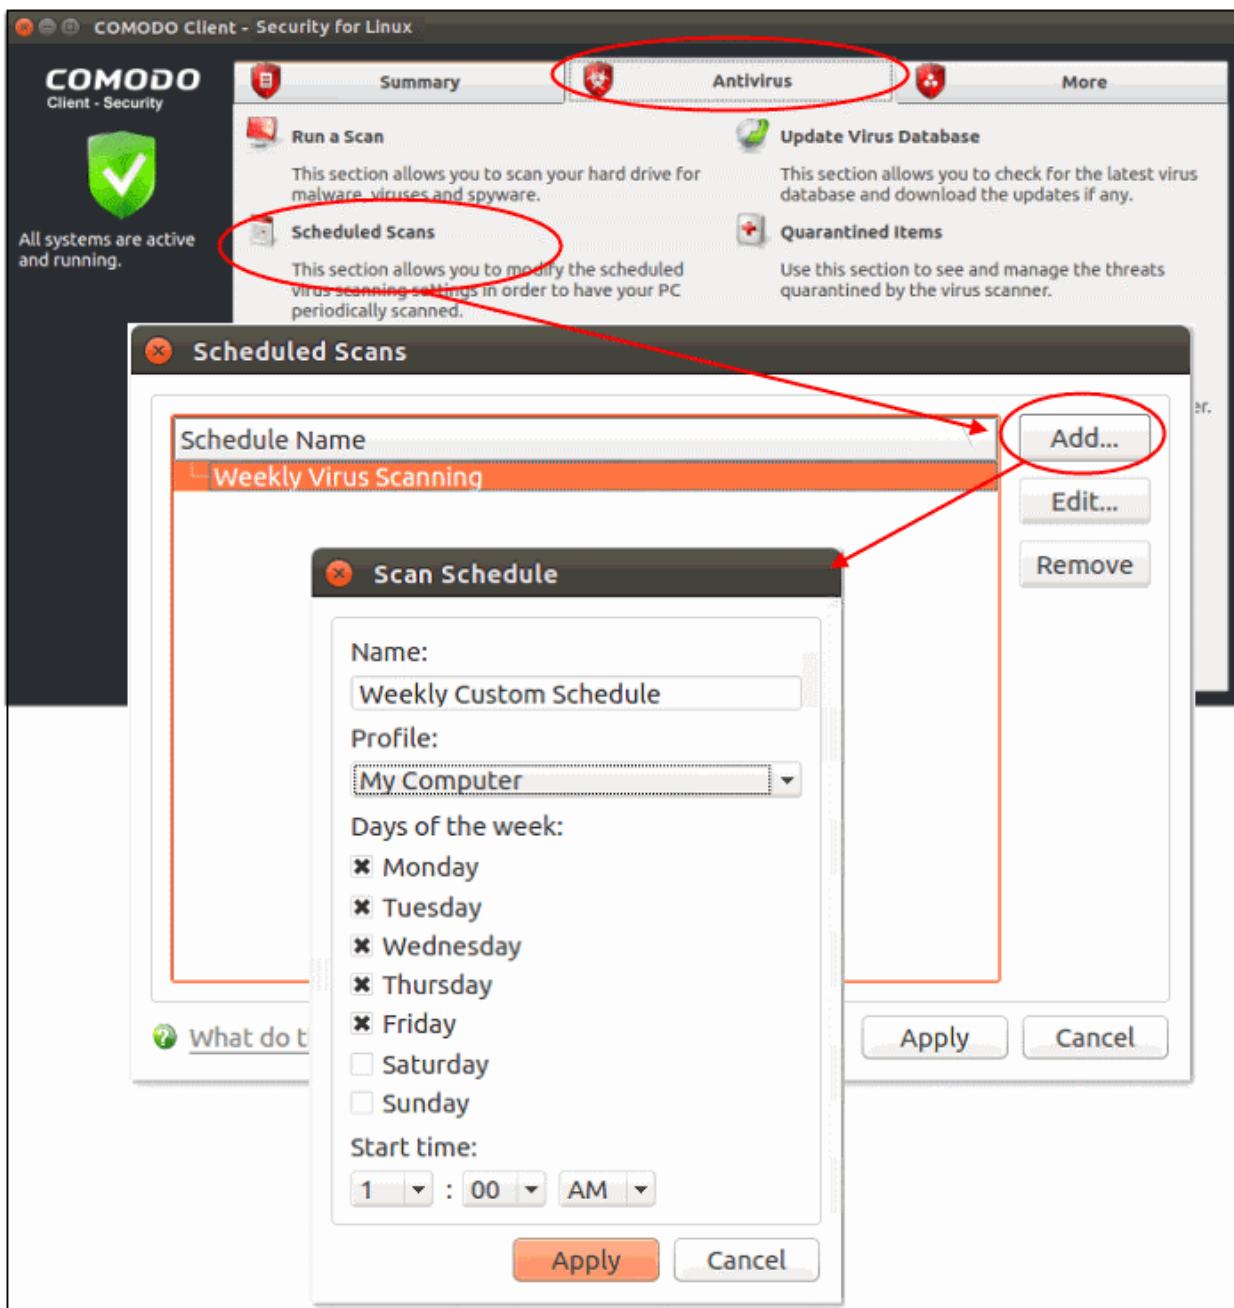 COMODO Client - Security for Linux
COMODO
Client - Security
All systems are active
and running.
Summary
Antivirus
More
Run a Scan
This section allows you to scan your hard drive for
malware, viruses and spyware.
Update Virus Database
This section allows you to check for the latest virus
database and download the updates if any.
Scheduled Scans
This section allows you to modify the scheduled
virus scanning settings in order to have your PC
periodically scanned.
Quarantined Items
Use this section to see and manage the threats
quarantined by the virus scanner.
er.
Scheduled Scans
Schedule Name
Weekly Virus Scanning
Add...
Edit...
Remove
What do t
Apply
Cancel
Scan Schedule
Name:
Weekly Custom Schedule
Profile:
My Computer
Days of the week:
Monday
Tuesday
Wednesday
Thursday
Friday
Saturday
Sunday
Start time:
1 : 00 AM
Apply
Cancel